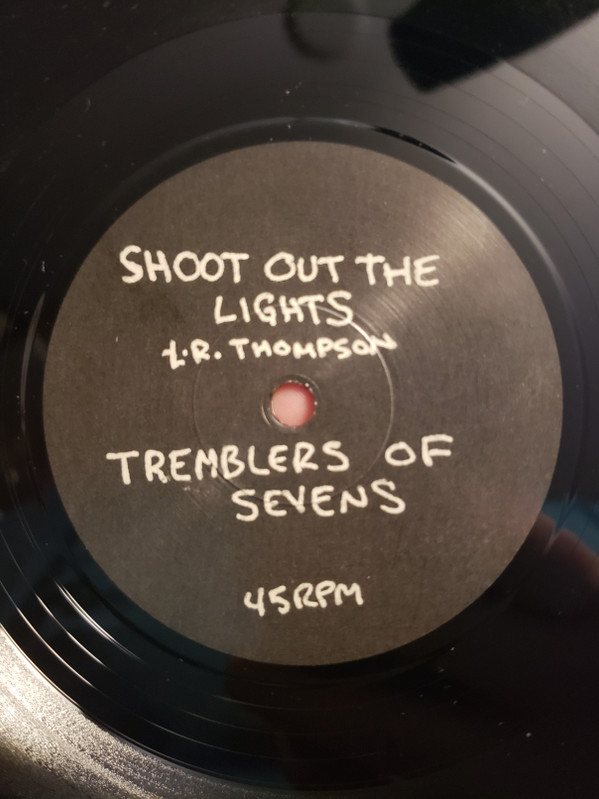 SHOOT OUT THE
LIGHTS
t.R. THOMPSON
TREMBLERS OF
SEVENS
45RPM